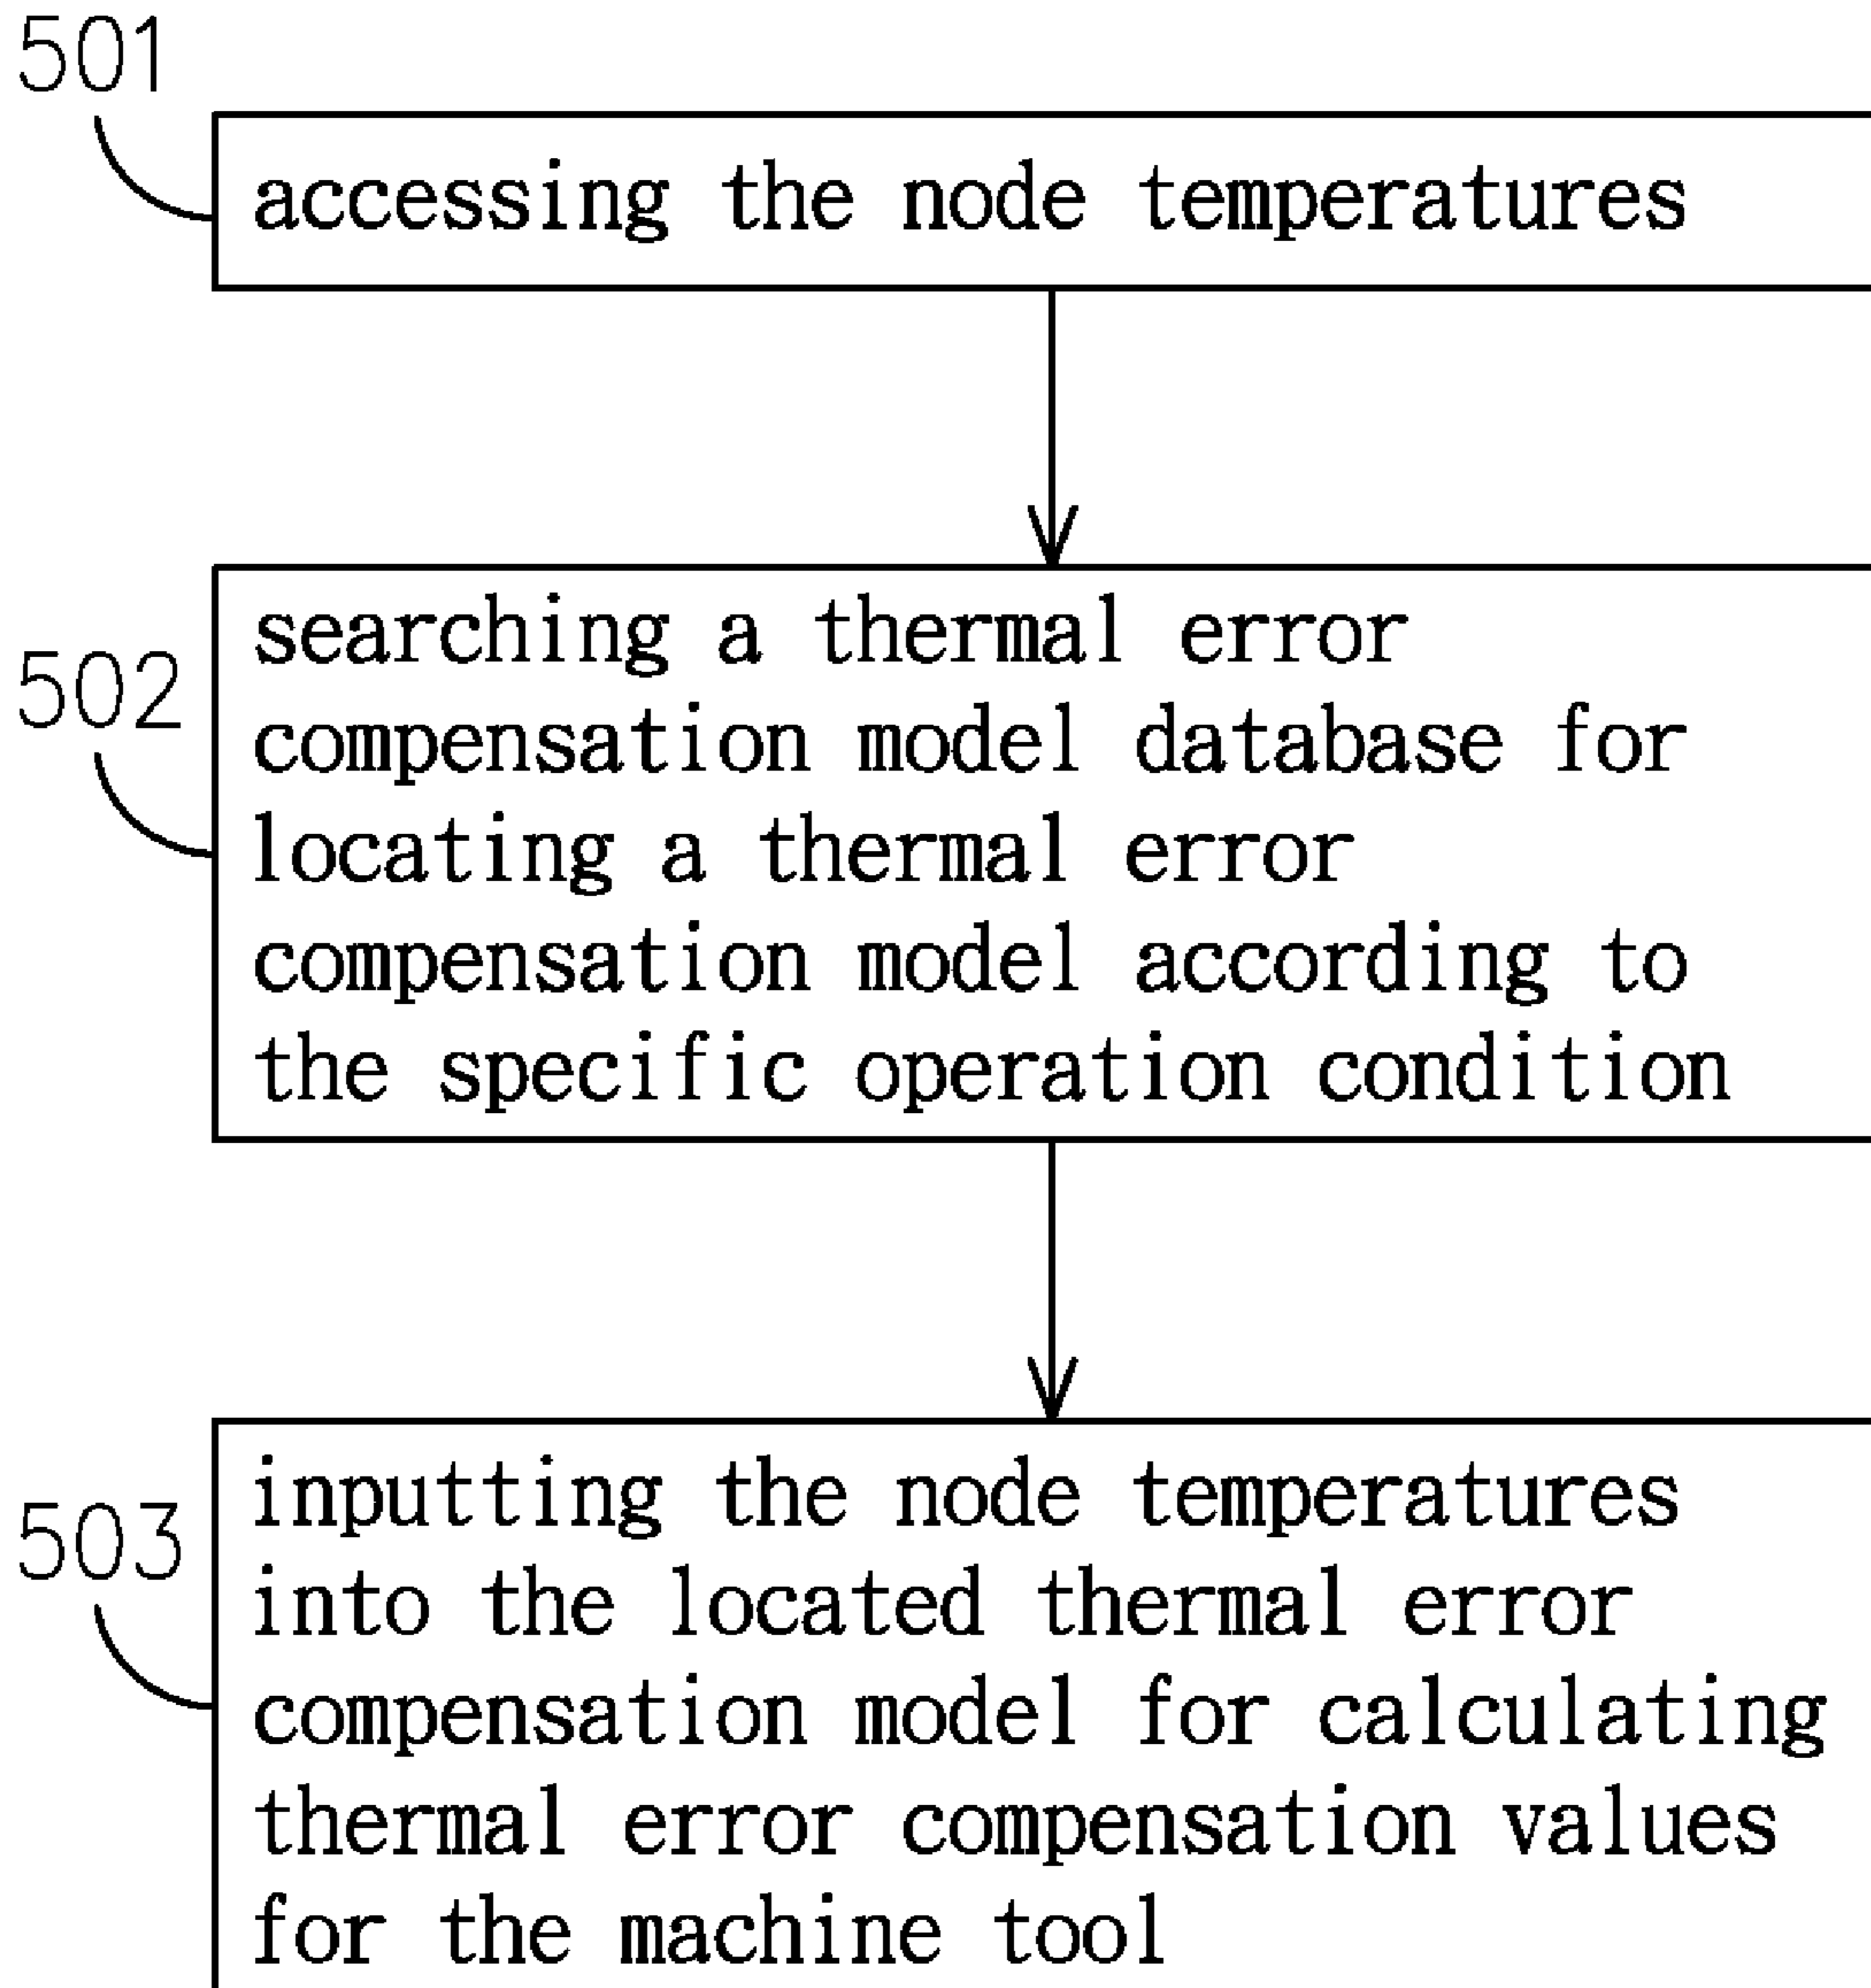 501
accessing the node temperatures
502
searching a thermal error
compensation model database for
locating a thermal error
compensation model according to
the specific operation condition
503
inputting the node temperatures
into the located thermal error
compensation model for calculating
thermal error compensation values
for the machine tool